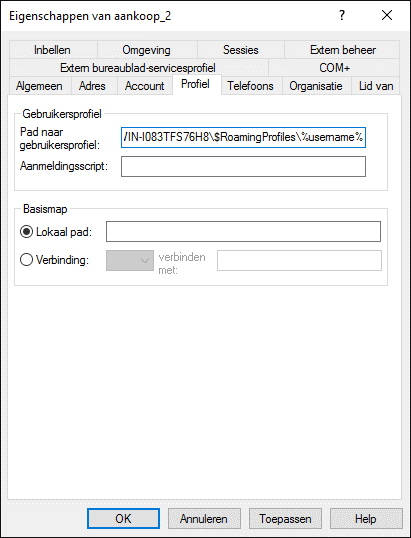 Eigenschappen van aankoop_2
Inbellen Omgeving Sessies Extern beheer
Extern bureaublad-servicesprofiel COM+
Algemeen Adres Account Profiel Telefoons Organisatie Lid van
Gebruikersprofiel
Pad naar
gebruikersprofiel:
/IN-I083TFS76H8\$RoamingProfiles\%username%
Aanmeldingsscript:
Basismap
Lokaal pad:
Verbinding: verbinden
met:
OK Annuleren Toepassen Help